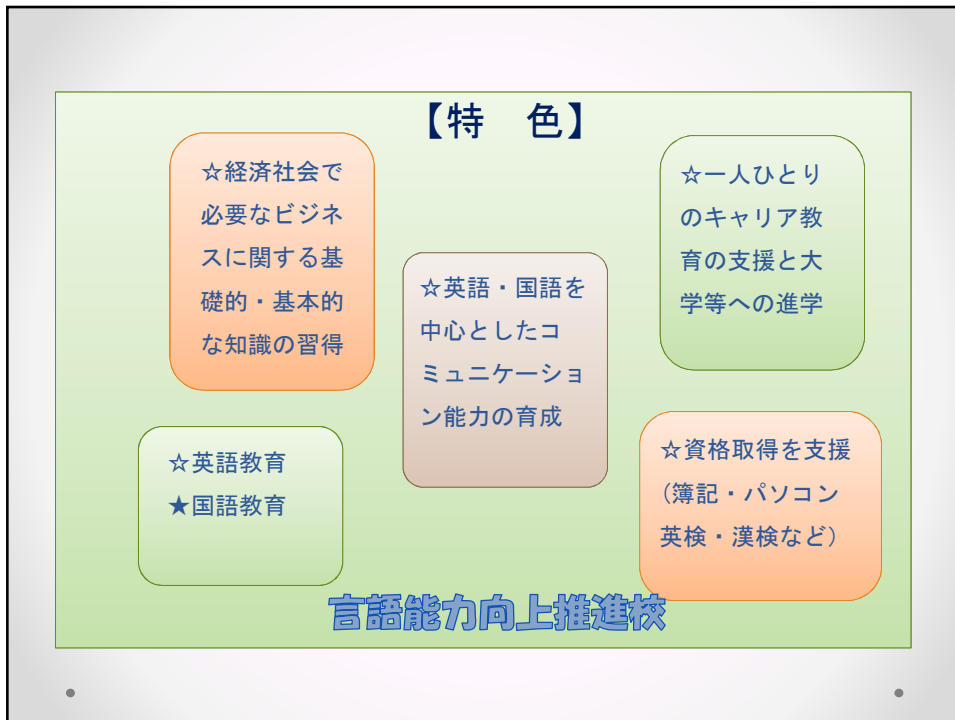 【特　色】
☆経済社会で
必要なビジネ
スに関する基
礎的・基本的
な知識の習得
☆一人ひとり
のキャリア教
育の支援と大
学等への進学
☆英語・国語を
中心としたコ
ミュニケーショ
ン能力の育成
☆英語教育
★国語教育
☆資格取得を支援
(簿記・パソコン
英検・漢検など)
言語能力向上推進校